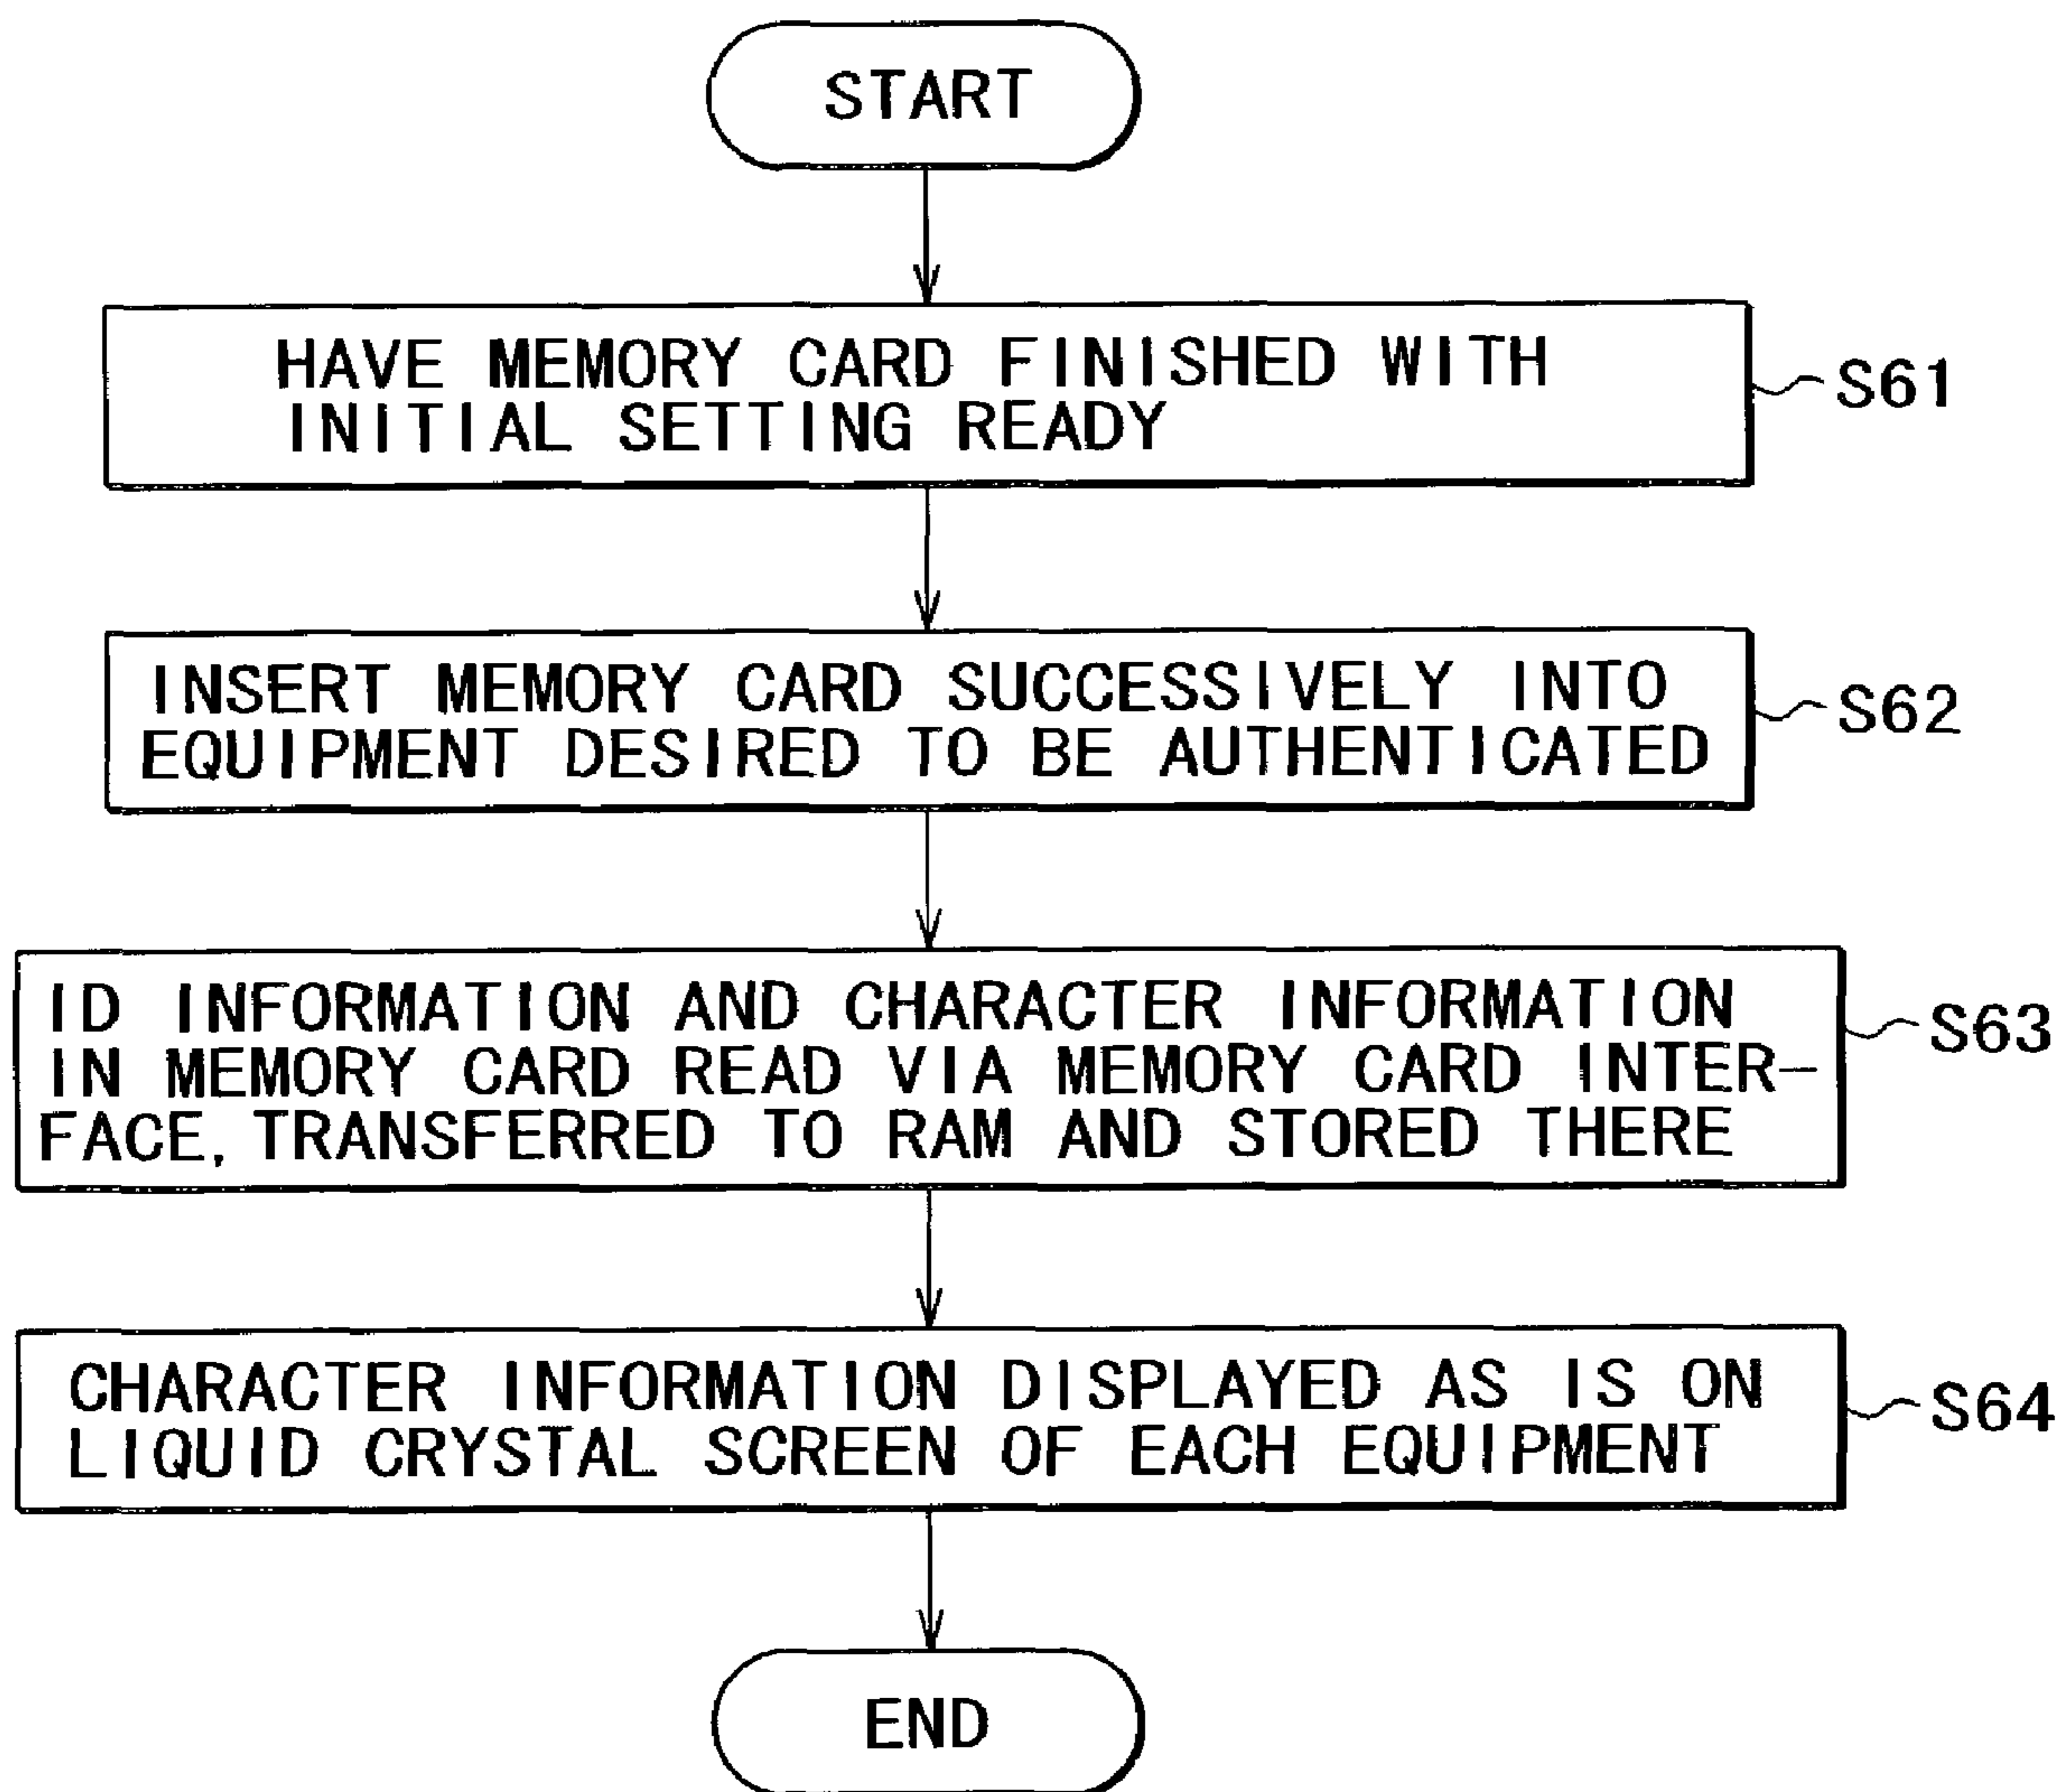 START
HAVE MEMORY CARD FINISHED WITH
INITIAL SETTING READY
S61
INSERT MEMORY CARD SUCCESSIVELY INTO
EQUIPMENT DESIRED TO BE AUTHENTICATED
S62
ID INFORMATION AND CHARACTER INFORMATION
IN MEMORY CARD READ VIA MEMORY CARD INTER-
FACE, TRANSFERRED TO RAM AND STORED THERE
S63
CHARACTER INFORMATION DISPLAYED AS IS ON
LIQUID CRYSTAL SCREEN OF EACH EQUIPMENT
S64
END